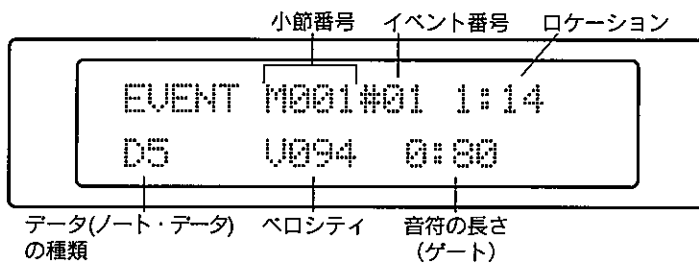 小節番号 イベント番号 ロケーション
EVENT M001#01 1:14
D5 V094 0:80
データ(ノート・データ)の種類 ベロシティ 音符の長さ(ゲート)